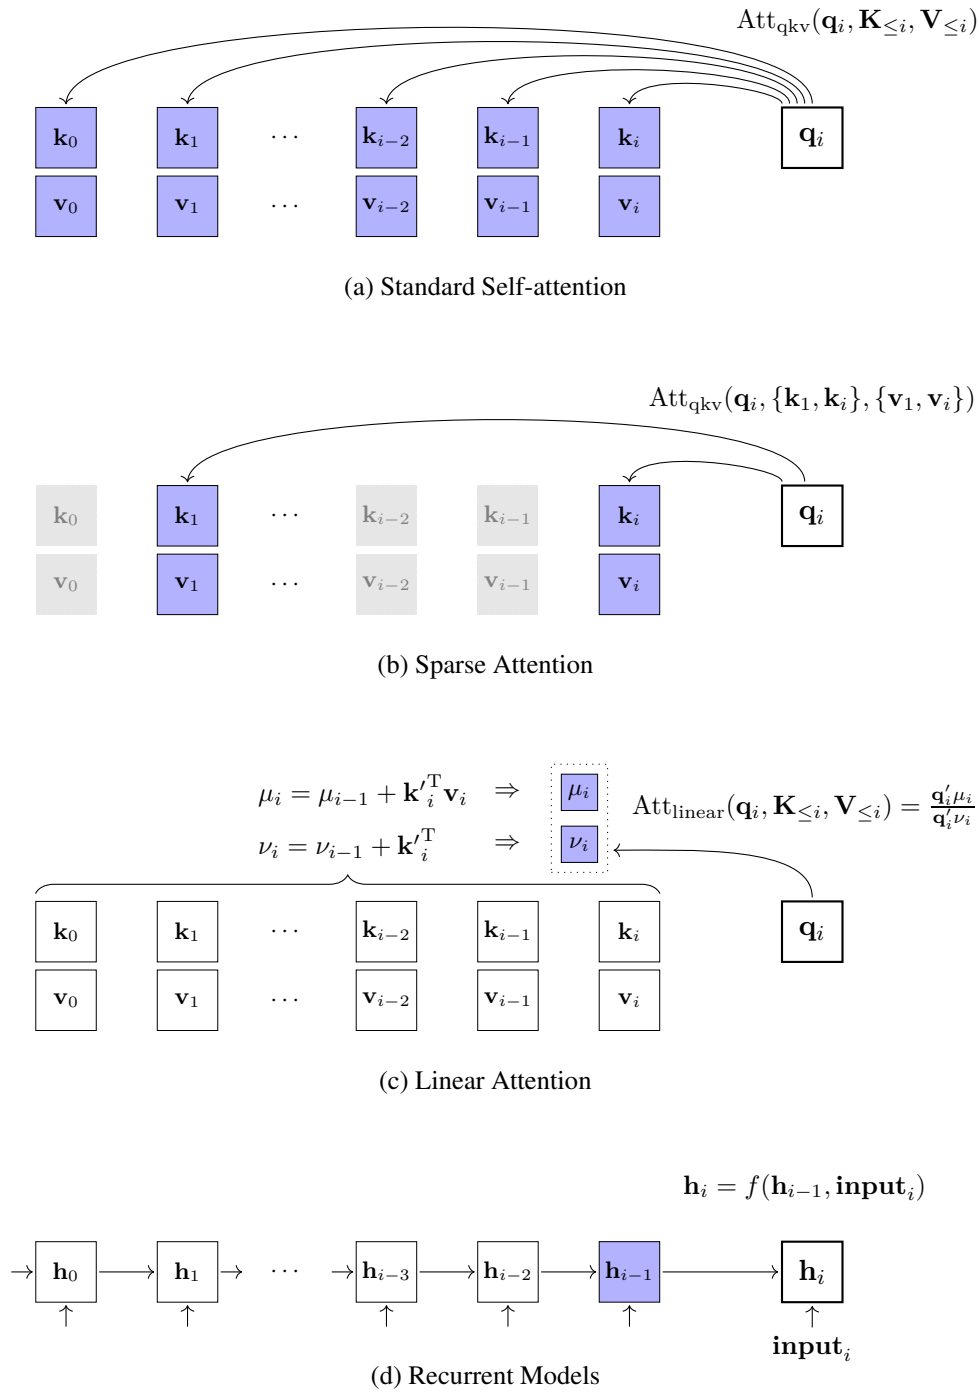 Att_qkv(q_i, K_≤i, V_≤i)
k_0 k_1 ··· k_{i−2} k_{i−1} k_i q_i
v_0 v_1 ··· v_{i−2} v_{i−1} v_i
(a) Standard Self-attention
Att_qkv(q_i, {k_1, k_i}, {v_1, v_i})
k_0 k_1 ··· k_{i−2} k_{i−1} k_i q_i
v_0 v_1 ··· v_{i−2} v_{i−1} v_i
(b) Sparse Attention
μ_i = μ_{i−1} + k′_i^T v_i ⇒ μ_i Att_linear(q_i, K_≤i, V_≤i) = q′_i μ_i / q′_i ν_i
ν_i = ν_{i−1} + k′_i^T ⇒ ν_i
k_0 k_1 ··· k_{i−2} k_{i−1} k_i q_i
v_0 v_1 ··· v_{i−2} v_{i−1} v_i
(c) Linear Attention
h_i = f(h_{i−1}, input_i)
h_0 h_1 ··· h_{i−3} h_{i−2} h_{i−1} h_i
input_i
(d) Recurrent Models